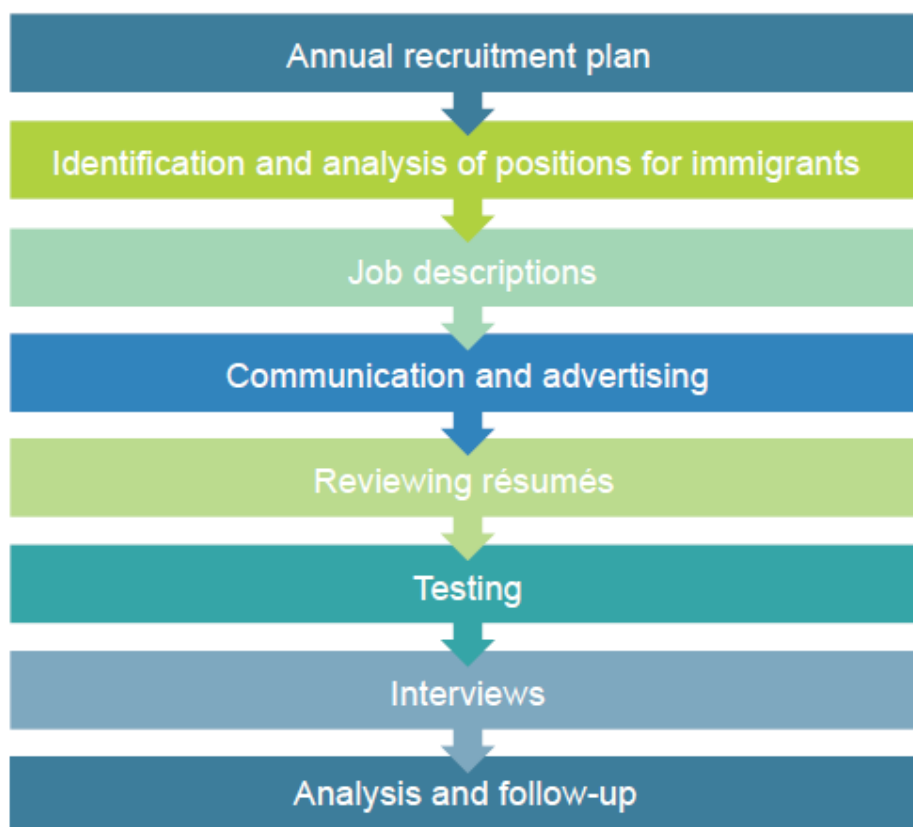 Annual recruitment plan
Identification and analysis of positions for immigrants
Job descriptions
Communication and advertising
Reviewing résumés
Testing
Interviews
Analysis and follow-up